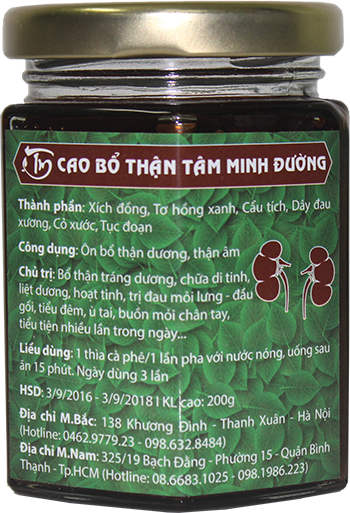 Tm CAO BỔ THẬN TÂM MINH ĐƯỜNG
Thành phần: Xích đồng, Tơ hồng xanh, Cẩu tích, Dây đau
xương, Cỏ xước, Tục đoạn
Công dụng: Ôn bổ thận dương, thận âm
Chủ trị: Bổ thận tráng dương, chữa di tinh,
liệt dương, hoạt tinh, trị đau mỏi lưng - đầu
gối, tiểu đêm, ù tai, buồn mỏi chân tay,
tiểu tiện nhiều lần trong ngày...
Liều dùng: 1 thìa cà phê/1 lần pha với nước nóng, uống sau
ăn 15 phút. Ngày dùng 3 lần
HSD: 3/9/2016 - 3/9/2018 I KL cao: 200g
Địa chỉ M.Bắc: 138 Khương Đình - Thanh Xuân - Hà Nội
(Hotline: 0462.9779.23 - 098.632.8484)
Địa chỉ M.Nam: 325/19 Bạch Đằng - Phường 15 - Quận Bình
Thạnh - Tp.HCM (Hotline: 08.6683.1025 - 098.1986.223)